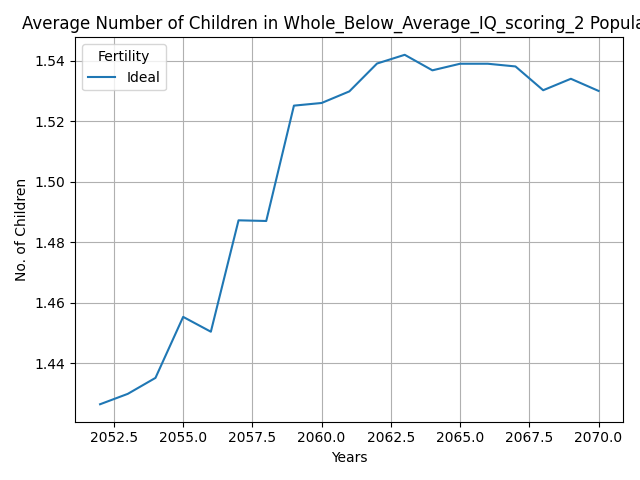 Average Number of Children in Whole_Below_Average_IQ_scoring_2 Popula
Fertility
Ideal
1.54
1.52
1.50
1.48
1.46
1.44
No. of Children
2052.5 2055.0 2057.5 2060.0 2062.5 2065.0 2067.5 2070.0
Years